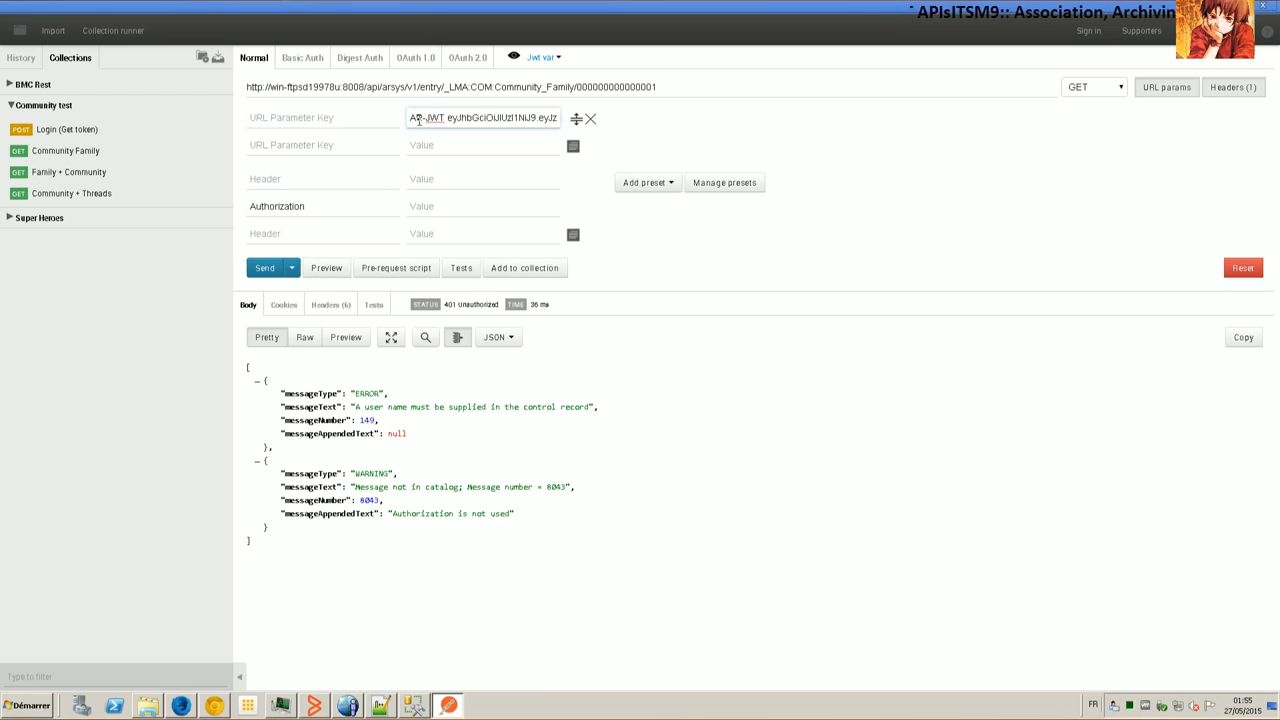 APIsITSM9:: Association, Archivin
Import Collection runner Sign in Supporters
History Collections Normal Basic Auth Digest Auth OAuth 1.0 OAuth 2.0 Jwt var
BMC Rest
Community test
POST Login (Get token)
GET Community Family
GET Family + Community
GET Community + Threads
Super Heroes
http://win-ftpsd19978u:8008/api/arsys/v1/entry/_LMA:COM:Community_Family/000000000000001 GET URL params Headers (1)
URL Parameter Key AR-JWT eyJhbGciOiJIUzI1NiJ9.eyJz
URL Parameter Key Value
Header Value Add preset Manage presets
Authorization Value
Header Value
Send Preview Pre-request script Tests Add to collection Reset
Body Cookies Headers (6) Tests STATUS 401 Unauthorized TIME 36 ms
Pretty Raw Preview JSON Copy
[
{
"messageType": "ERROR",
"messageText": "A user name must be supplied in the control record",
"messageNumber": 149,
"messageAppendedText": null
},
{
"messageType": "WARNING",
"messageText": "Message not in catalog; Message number = 8043",
"messageNumber": 8043,
"messageAppendedText": "Authorization is not used"
}
]
Type to filter
Démarrer FR 01:55
27/05/2015